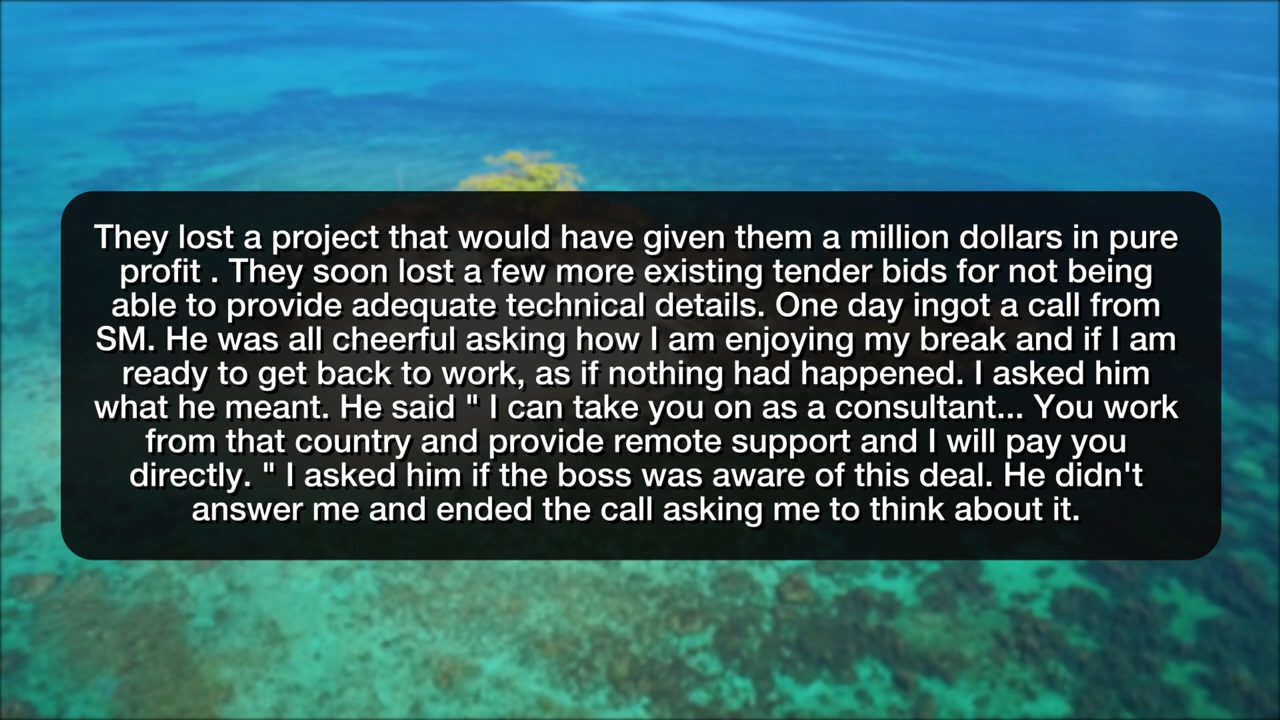 They lost a project that would have given them a million dollars in pure
profit . They soon lost a few more existing tender bids for not being
able to provide adequate technical details. One day ingot a call from
SM. He was all cheerful asking how I am enjoying my break and if I am
ready to get back to work, as if nothing had happened. I asked him
what he meant. He said " I can take you on as a consultant... You work
from that country and provide remote support and I will pay you
directly. " I asked him if the boss was aware of this deal. He didn't
answer me and ended the call asking me to think about it.